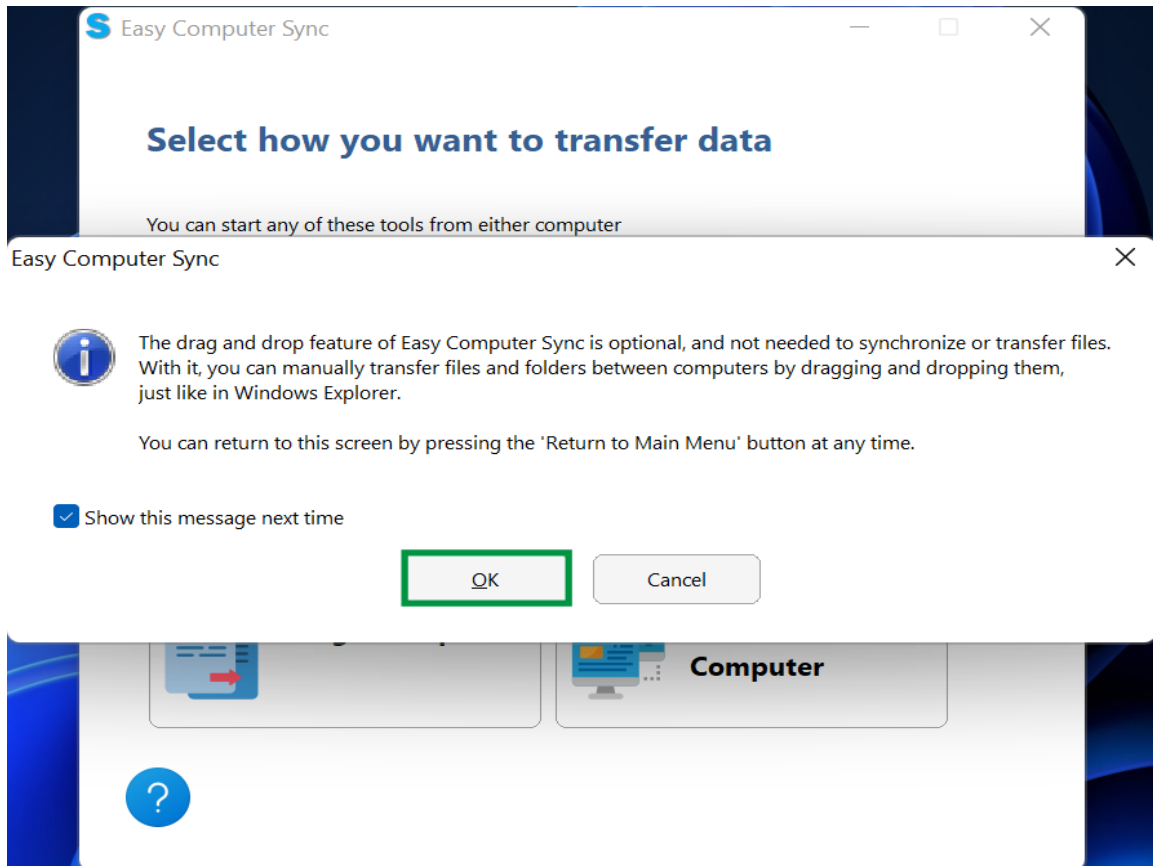 Easy Computer Sync
Select how you want to transfer data
You can start any of these tools from either computer
Easy Computer Sync
The drag and drop feature of Easy Computer Sync is optional, and not needed to synchronize or transfer files.
With it, you can manually transfer files and folders between computers by dragging and dropping them,
just like in Windows Explorer.
You can return to this screen by pressing the 'Return to Main Menu' button at any time.
Show this message next time
OK
Cancel
Computer
?